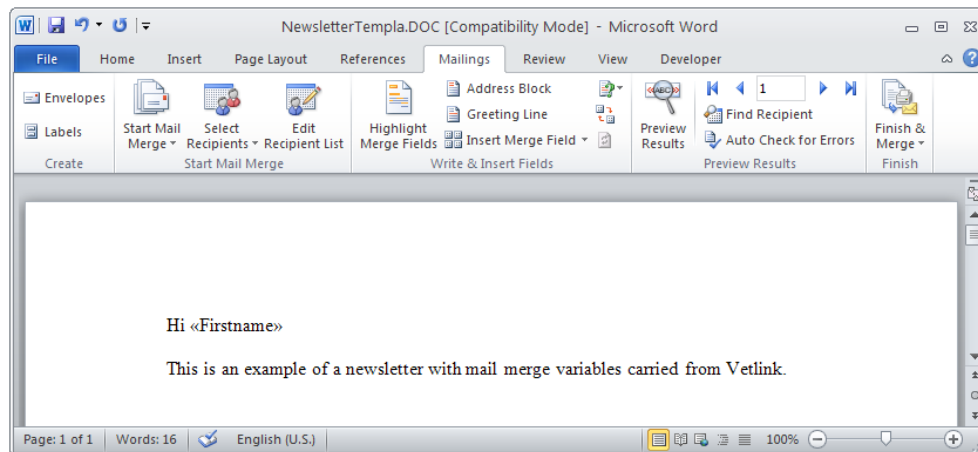 NewsletterTempla.DOC [Compatibility Mode] - Microsoft Word
File Home Insert Page Layout References Mailings Review View Developer
Envelopes
Labels
Create
Start Mail
Merge
Select
Recipients
Edit
Recipient List
Start Mail Merge
Highlight
Merge Fields
Address Block
Greeting Line
Insert Merge Field
Write & Insert Fields
«ABC»
Preview
Results
1
Find Recipient
Auto Check for Errors
Preview Results
Finish &
Merge
Finish
Hi «Firstname»
This is an example of a newsletter with mail merge variables carried from Vetlink.
Page: 1 of 1 Words: 16 English (U.S.) 100%